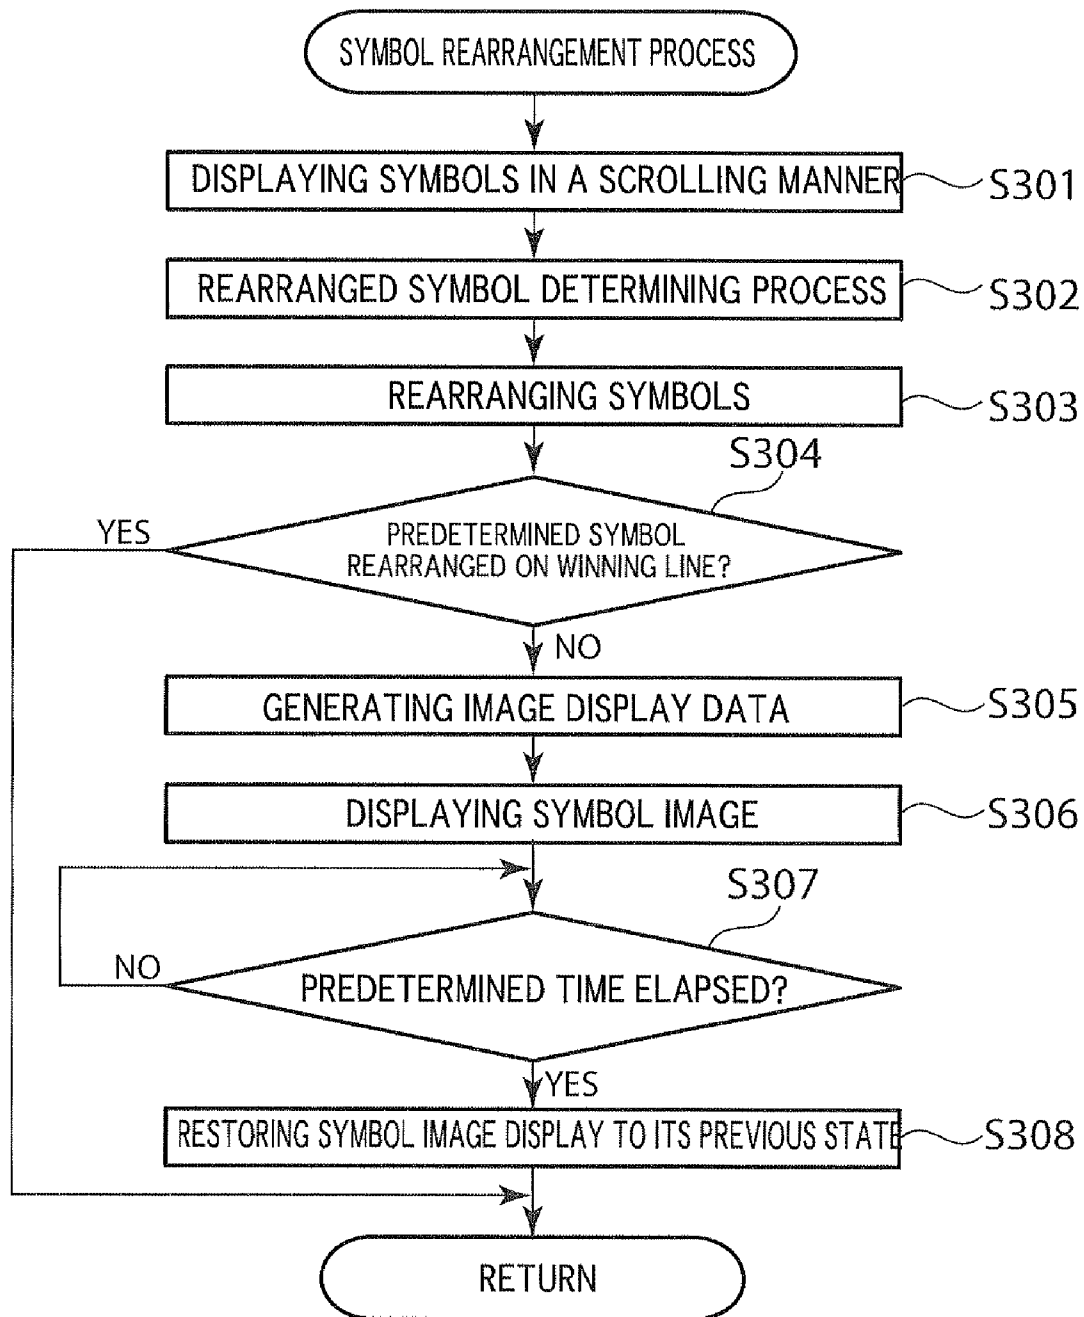 SYMBOL REARRANGEMENT PROCESS
DISPLAYING SYMBOLS IN A SCROLLING MANNER
S301
REARRANGED SYMBOL DETERMINING PROCESS
S302
REARRANGING SYMBOLS
S303
S304
YES
PREDETERMINED SYMBOL
REARRANGED ON WINNING LINE?
NO
GENERATING IMAGE DISPLAY DATA
S305
DISPLAYING SYMBOL IMAGE
S306
S307
NO
PREDETERMINED TIME ELAPSED?
YES
RESTORING SYMBOL IMAGE DISPLAY TO ITS PREVIOUS STATE
S308
RETURN